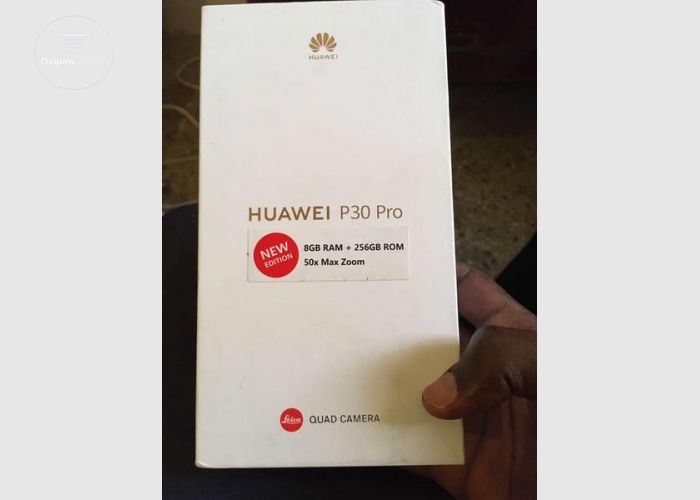 Oxglow
HUAWEI
HUAWEI P30 Pro
NEW
EDITION
8GB RAM + 256GB ROM
50x Max Zoom
Leica
QUAD CAMERA